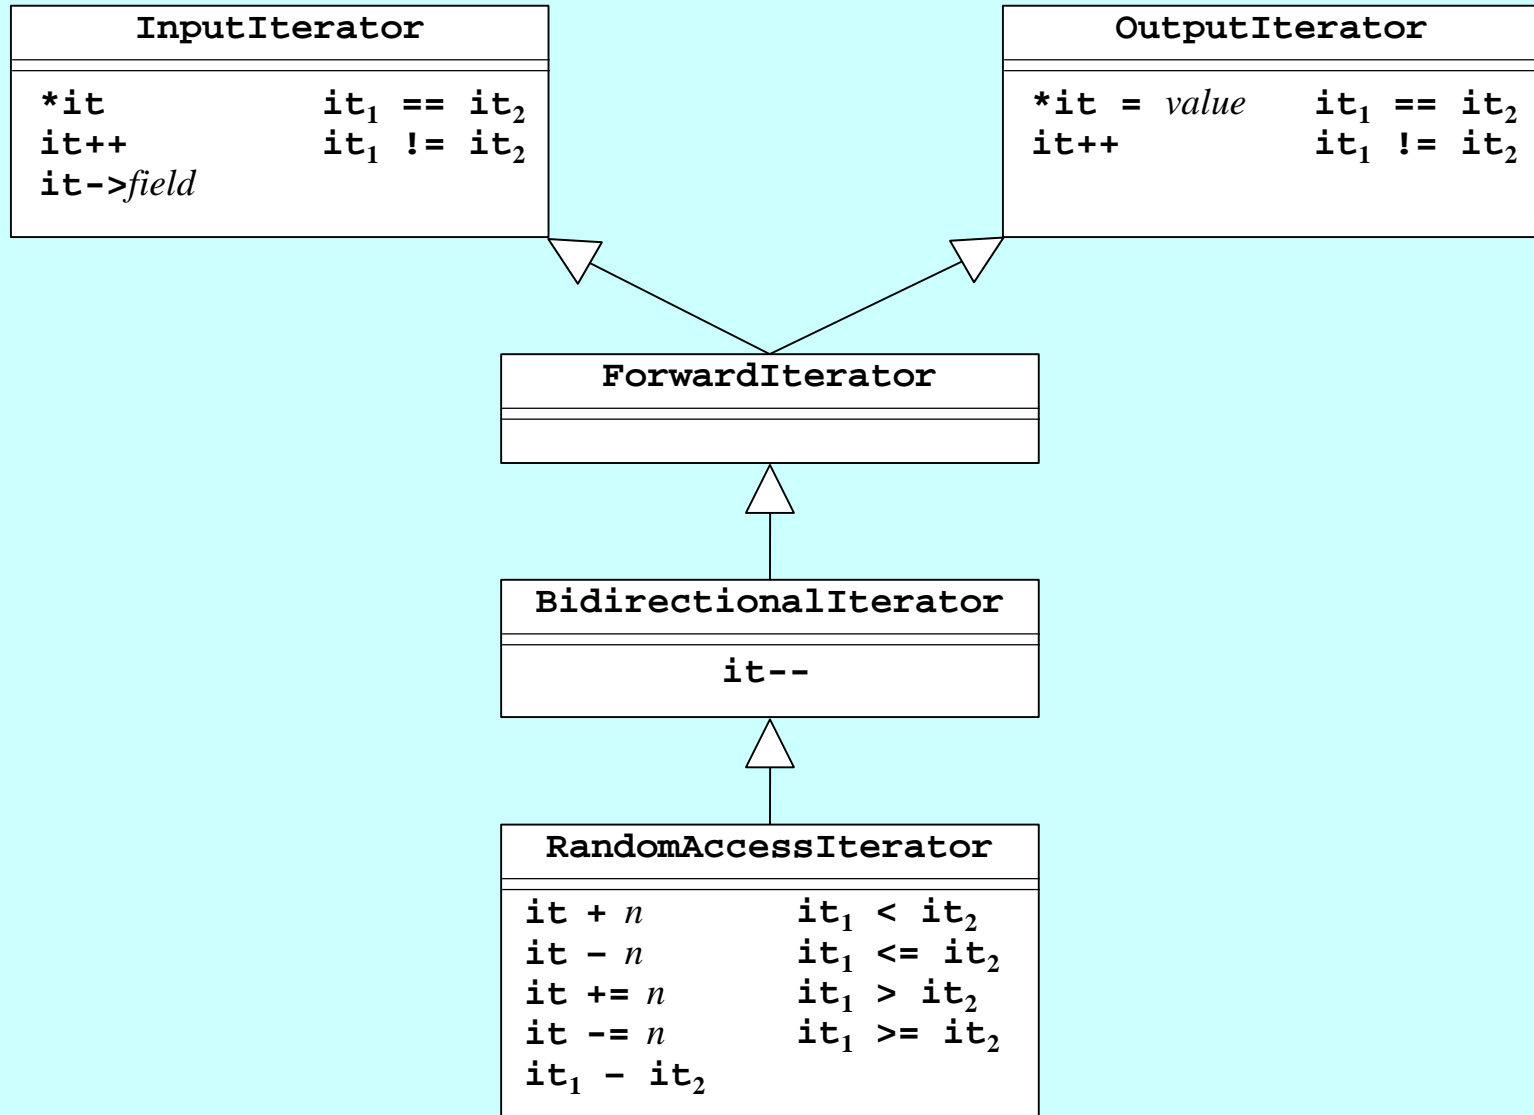 InputIterator
*it it₁ == it₂
it++ it₁ != it₂
it->field
OutputIterator
*it = value it₁ == it₂
it++ it₁ != it₂
ForwardIterator
BidirectionalIterator
it--
RandomAccessIterator
it + n it₁ < it₂
it – n it₁ <= it₂
it += n it₁ > it₂
it -= n it₁ >= it₂
it₁ – it₂